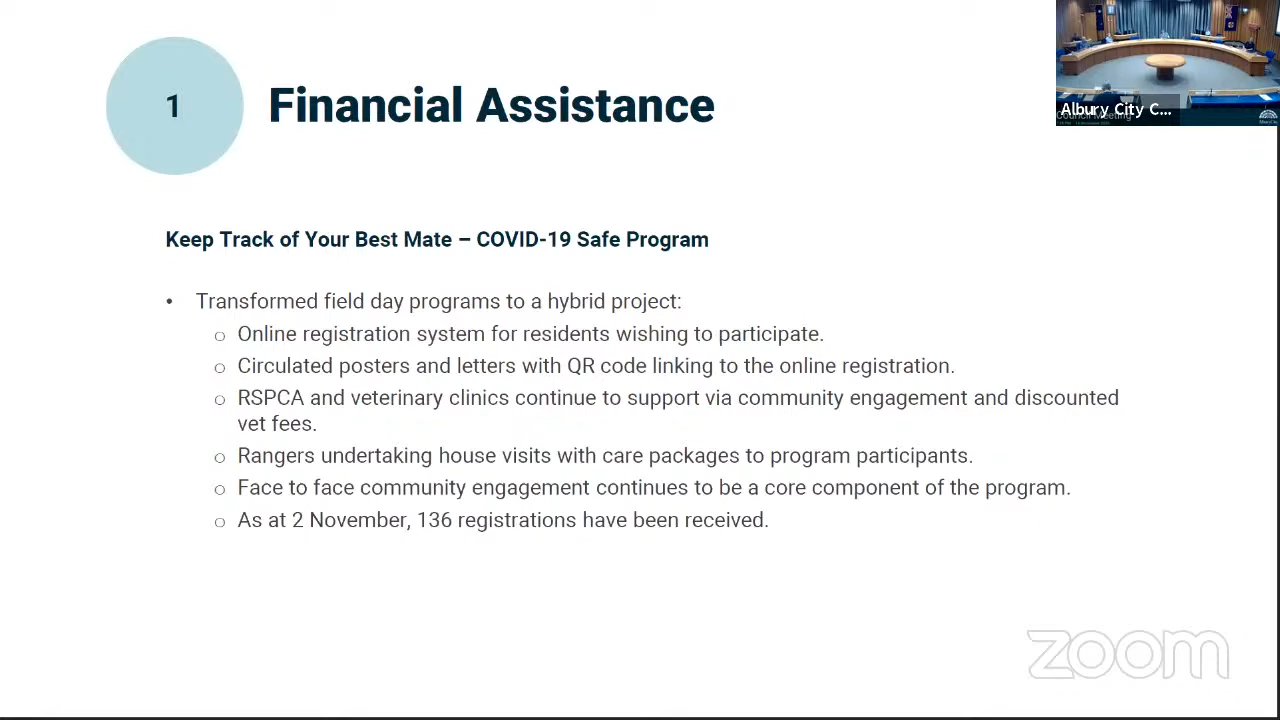 1
Financial Assistance
Albury City C...
Council Meeting
Keep Track of Your Best Mate – COVID-19 Safe Program
• Transformed field day programs to a hybrid project:
o Online registration system for residents wishing to participate.
o Circulated posters and letters with QR code linking to the online registration.
o RSPCA and veterinary clinics continue to support via community engagement and discounted
vet fees.
o Rangers undertaking house visits with care packages to program participants.
o Face to face community engagement continues to be a core component of the program.
o As at 2 November, 136 registrations have been received.
zoom